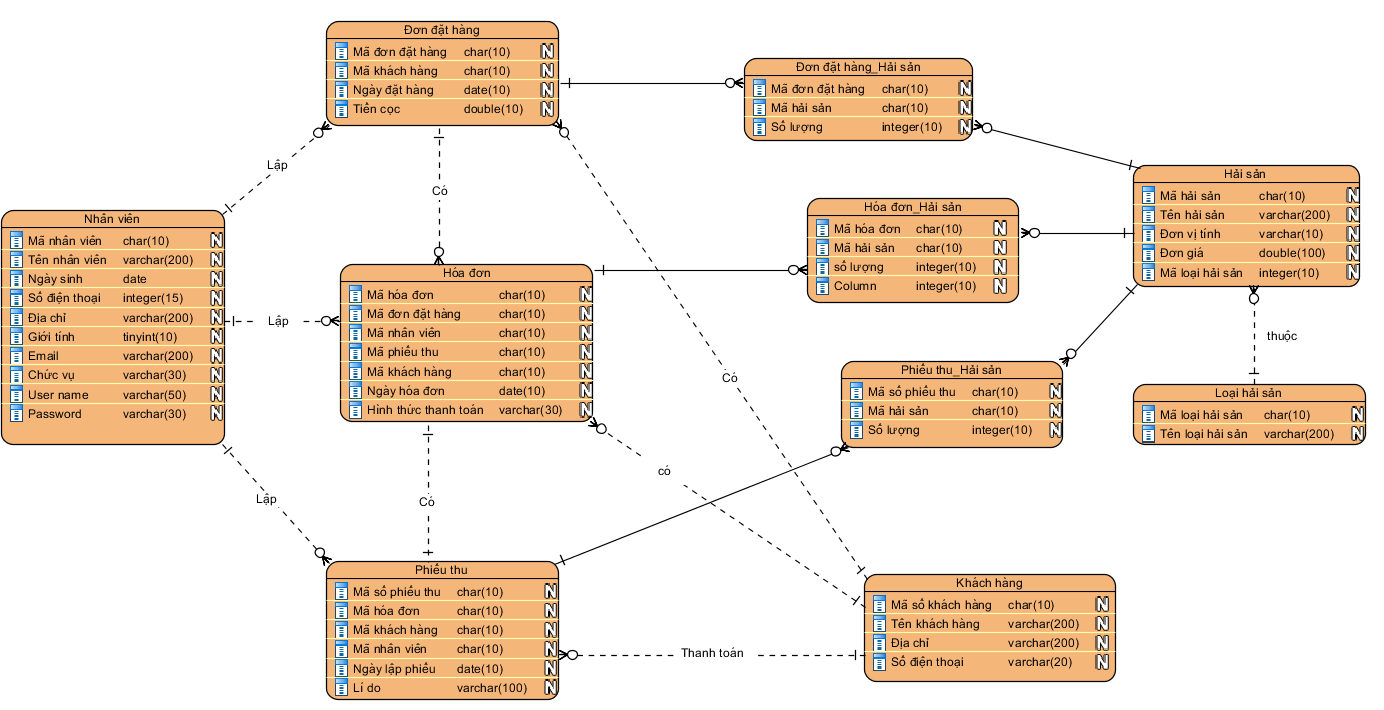 Đơn đặt hàng
Mã đơn đặt hàng char(10) N
Mã khách hàng char(10) N
Ngày đặt hàng date(10) N
Tiền cọc double(10) N
Đơn đặt hàng_Hải sản
Mã đơn đặt hàng char(10) N
Mã hải sản char(10) N
Số lượng integer(10) N
Lập
Có
Hải sản
Mã hải sản char(10) N
Tên hải sản varchar(200) N
Đơn vị tính varchar(10) N
Đơn giá double(100) N
Mã loại hải sản integer(10) N
Nhân viên
Mã nhân viên char(10) N
Tên nhân viên varchar(200) N
Ngày sinh date N
Số điện thoại integer(15) N
Địa chỉ varchar(200) N
Giới tính tinyint(10) N
Email varchar(200) N
Chức vụ varchar(30) N
User name varchar(50) N
Password varchar(30) N
Hóa đơn_Hải sản
Mã hóa đơn char(10) N
Mã hải sản char(10) N
số lượng integer(10) N
Column integer(10) N
Lập
Hóa đơn
Mã hóa đơn char(10) N
Mã đơn đặt hàng char(10) N
Mã nhân viên char(10) N
Mã phiếu thu char(10) N
Mã khách hàng char(10) N
Ngày hóa đơn date(10) N
Hình thức thanh toán varchar(30) N
thuộc
Có
Phiếu thu_Hải sản
Mã số phiếu thu char(10) N
Mã hải sản char(10) N
Số lượng integer(10) N
Loại hải sản
Mã loại hải sản char(10) N
Tên loại hải sản varchar(200) N
có
Lập
Có
Phiếu thu
Mã số phiếu thu char(10) N
Mã hóa đơn char(10) N
Mã khách hàng char(10) N
Mã nhân viên char(10) N
Ngày lập phiếu date(10) N
Lí do varchar(100) N
Thanh toán
Khách hàng
Mã số khách hàng char(10) N
Tên khách hàng varchar(200) N
Địa chỉ varchar(200) N
Số điện thoại varchar(20) N